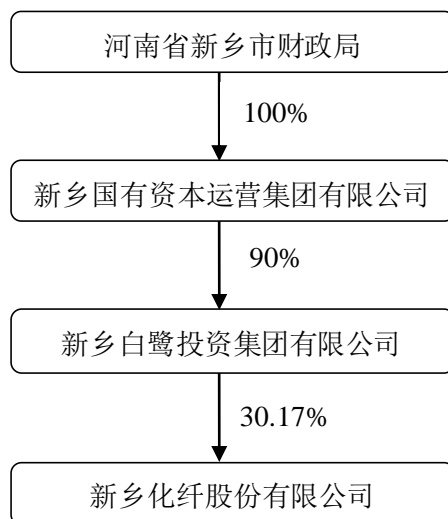 河南省新乡市财政局
100%
新乡国有资本运营集团有限公司
90%
新乡白鹭投资集团有限公司
30.17%
新乡化纤股份有限公司